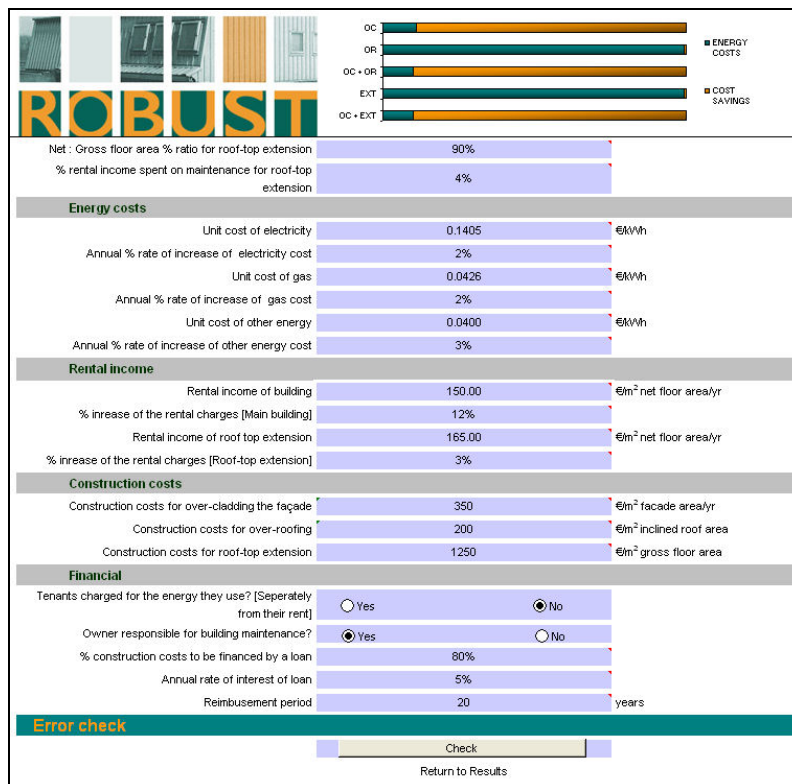 ROBUST
OC
OR
OC + OR
EXT
OC + EXT
ENERGY COSTS
COST SAVINGS
Net : Gross floor area % ratio for roof-top extension 90%
% rental income spent on maintenance for roof-top extension 4%
Energy costs
Unit cost of electricity 0.1405 €/kWh
Annual % rate of increase of electricity cost 2%
Unit cost of gas 0.0426 €/kWh
Annual % rate of increase of gas cost 2%
Unit cost of other energy 0.0400 €/kWh
Annual % rate of increase of other energy cost 3%
Rental income
Rental income of building 150.00 €/m² net floor area/yr
% inrease of the rental charges [Main building] 12%
Rental income of roof top extension 165.00 €/m² net floor area/yr
% inrease of the rental charges [Roof-top extension] 3%
Construction costs
Construction costs for over-cladding the façade 350 €/m² facade area/yr
Construction costs for over-roofing 200 €/m² inclined roof area
Construction costs for roof-top extension 1250 €/m² gross floor area
Financial
Tenants charged for the energy they use? [Seperately from their rent] Yes No
Owner responsible for building maintenance? Yes No
% construction costs to be financed by a loan 80%
Annual rate of interest of loan 5%
Reimbusement period 20 years
Error check
Check
Return to Results